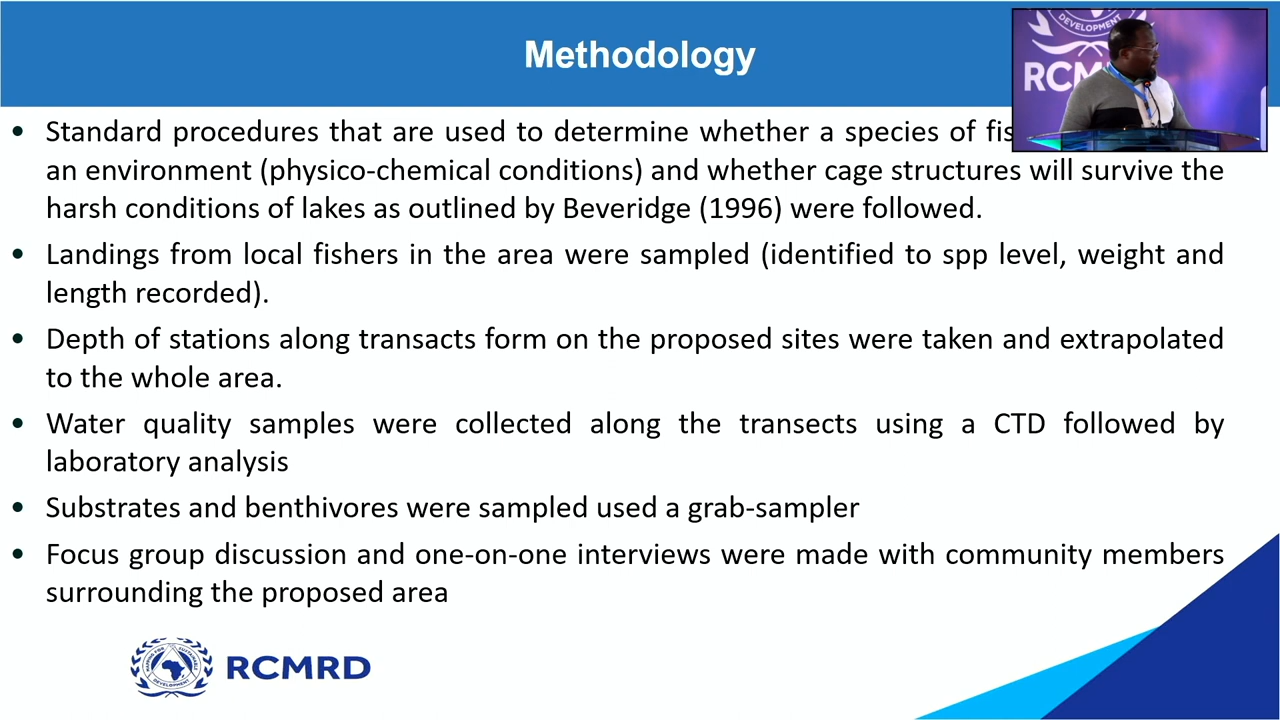 Methodology
• Standard procedures that are used to determine whether a species of
an environment (physico-chemical conditions) and whether cage structures will survive the
harsh conditions of lakes as outlined by Beveridge (1996) were followed.
• Landings from local fishers in the area were sampled (identified to spp level, weight and
length recorded).
• Depth of stations along transacts form on the proposed sites were taken and extrapolated
to the whole area.
• Water quality samples were collected along the transects using a CTD followed by
laboratory analysis
• Substrates and benthivores were sampled used a grab-sampler
• Focus group discussion and one-on-one interviews were made with community members
surrounding the proposed area
MAPPING FOR SUSTAINABLE DEVELOPMENT
RCMRD
DEVELOPMENT